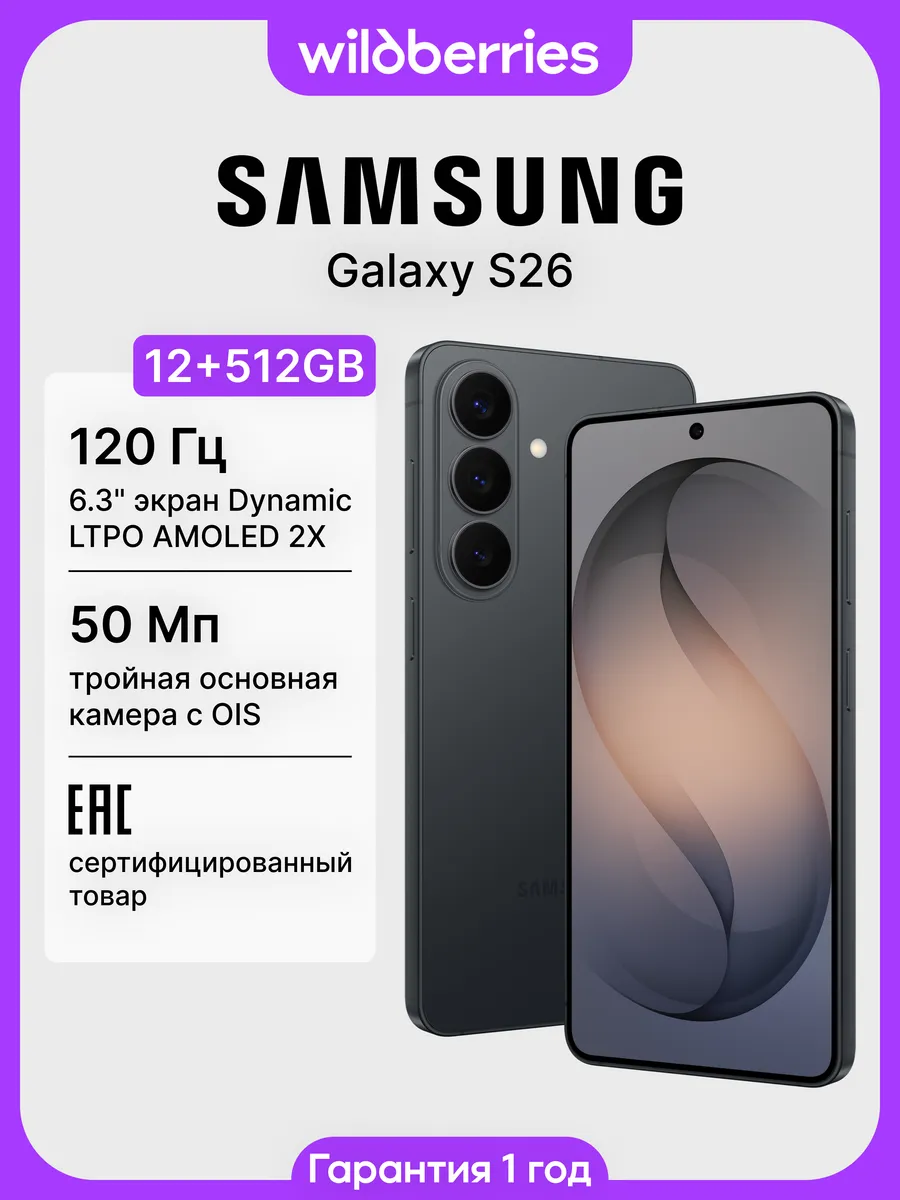 wildberries
SAMSUNG
Galaxy S26
12+512GB
120 Гц
6.3" экран Dynamic
LTPO AMOLED 2X
50 Мп
тройная основная
камера с OIS
EAC
сертифицированный
товар
SAMS
Гарантия 1 год